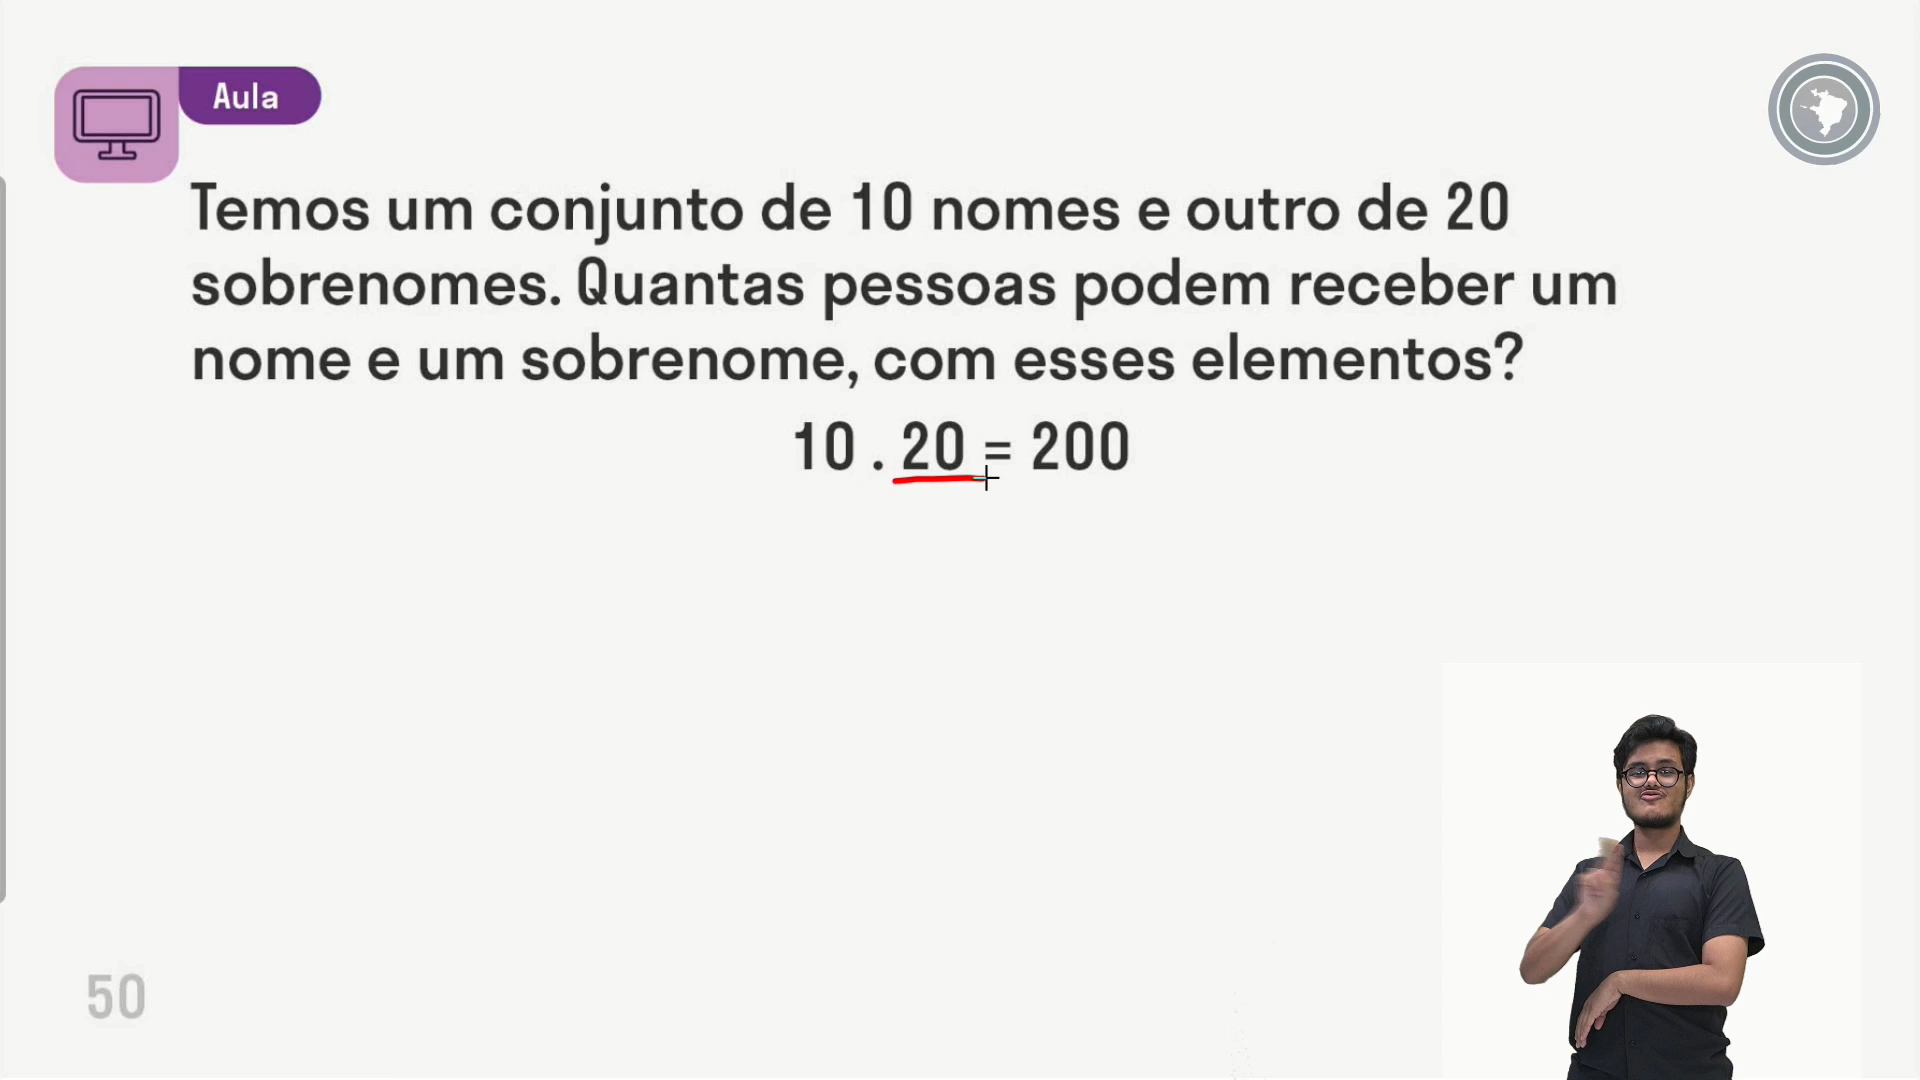 Aula
Temos um conjunto de 10 nomes e outro de 20
sobrenomes. Quantas pessoas podem receber um
nome e um sobrenome, com esses elementos?
10 . 20 = 200
50